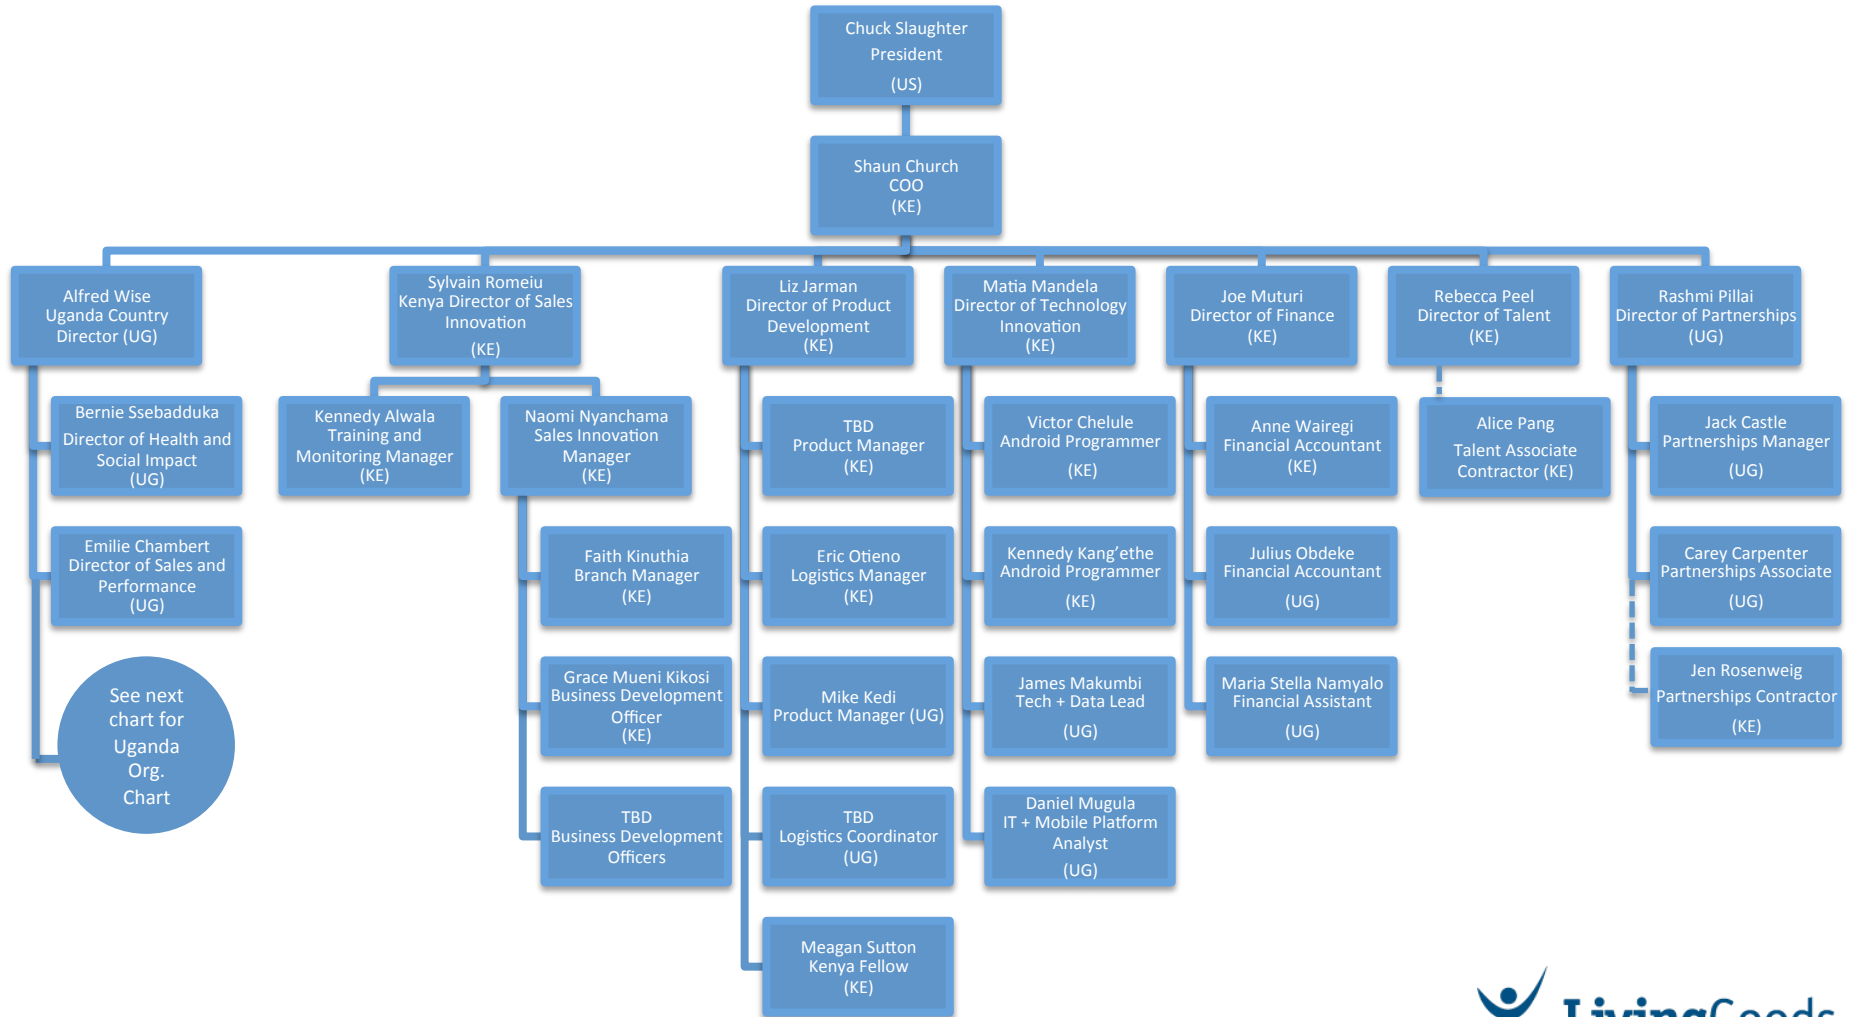 Chuck Slaughter
President
(US)
Shaun Church
COO
(KE)
Alfred Wise
Uganda Country
Director (UG)
Sylvain Romeiu
Kenya Director of Sales
Innovation
(KE)
Liz Jarman
Director of Product
Development
(KE)
Matia Mandela
Director of Technology
Innovation
(KE)
Joe Muturi
Director of Finance
(KE)
Rebecca Peel
Director of Talent
(KE)
Rashmi Pillai
Director of Partnerships
(UG)
Bernie Ssebadduka
Director of Health and
Social Impact
(UG)
Emilie Chambert
Director of Sales and
Performance
(UG)
See next
chart for
Uganda
Org.
Chart
Kennedy Alwala
Training and
Monitoring Manager
(KE)
Naomi Nyanchama
Sales Innovation
Manager
(KE)
Faith Kinuthia
Branch Manager
(KE)
Grace Mueni Kikosi
Business Development
Officer
(KE)
TBD
Business Development
Officers
TBD
Product Manager
(KE)
Eric Otieno
Logistics Manager
(KE)
Mike Kedi
Product Manager (UG)
TBD
Logistics Coordinator
(UG)
Meagan Sutton
Kenya Fellow
(KE)
Victor Chelule
Android Programmer
(KE)
Kennedy Kang’ethe
Android Programmer
(KE)
James Makumbi
Tech + Data Lead
(UG)
Daniel Mugula
IT + Mobile Platform
Analyst
(UG)
Anne Wairegi
Financial Accountant
(KE)
Julius Obdeke
Financial Accountant
(UG)
Maria Stella Namyalo
Financial Assistant
(UG)
Alice Pang
Talent Associate
Contractor (KE)
Jack Castle
Partnerships Manager
(UG)
Carey Carpenter
Partnerships Associate
(UG)
Jen Rosenweig
Partnerships Contractor
(KE)
LivingGoods